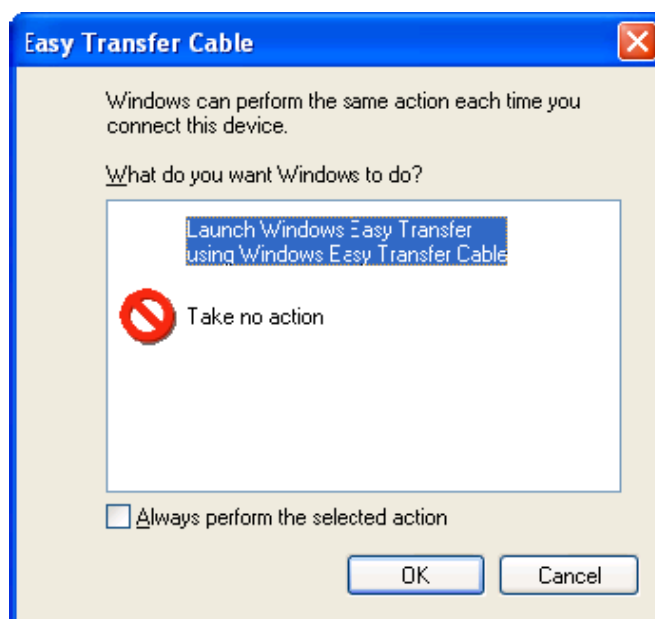 Easy Transfer Cable
Windows can perform the same action each time you
connect this device.
What do you want Windows to do?
Launch Windows Easy Transfer
using Windows Easy Transfer Cable
Take no action
Always perform the selected action
OK Cancel